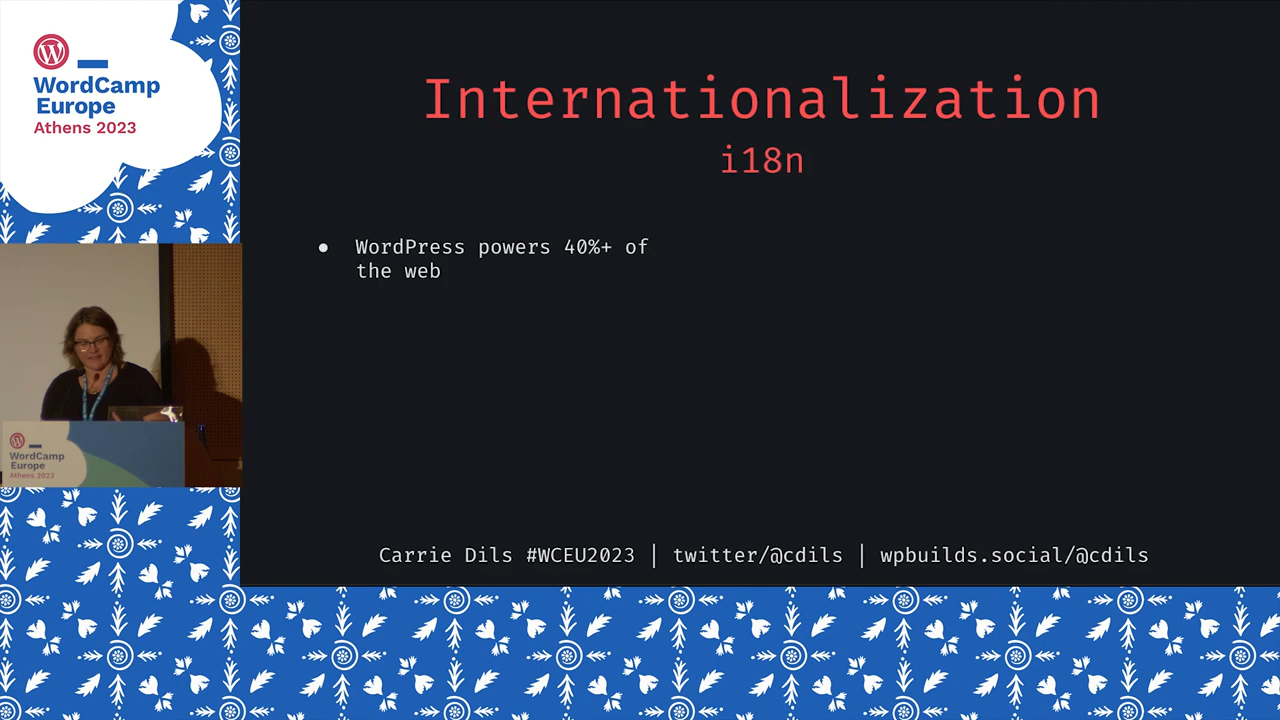 WordCamp
Europe
Athens 2023
Internationalization
i18n
● WordPress powers 40%+ of
the web
WordCamp
Europe
Athens 2023
Carrie Dils #WCEU2023 | twitter/@cdils | wpbuilds.social/@cdils